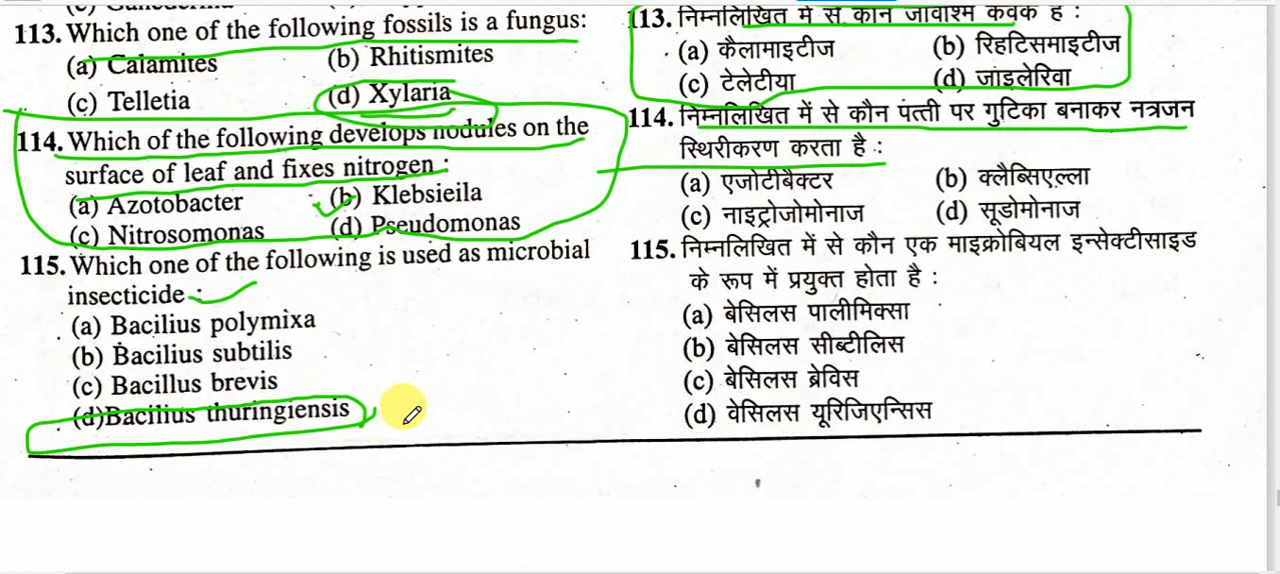 113. Which one of the following fossils is a fungus:
(a) Calamites (b) Rhitismites
(c) Telletia (d) Xylaria
114. Which of the following develops nodules on the
surface of leaf and fixes nitrogen :
(a) Azotobacter (b) Klebsieila
(c) Nitrosomonas (d) Pseudomonas
115. Which one of the following is used as microbial
insecticide :
(a) Bacilius polymixa
(b) Bacilius subtilis
(c) Bacillus brevis
(d)Bacilius thuringiensis
113. निम्नलिखित में से कौन जीवाश्म कवक है :
(a) कैलामाइटीज (b) रिहटिसमाइटीज
(c) टेलेटीया (d) जाइलेरिवा
114. निम्नलिखित में से कौन पत्ती पर गुटिका बनाकर नत्रजन
स्थिरीकरण करता है :
(a) एजोटीबैक्टर (b) क्लैब्सिएल्ला
(c) नाइट्रोजोमोनाज (d) सूडोमोनाज
115. निम्नलिखित में से कौन एक माइक्रोबियल इन्सेक्टीसाइड
के रूप में प्रयुक्त होता है :
(a) बेसिलस पालीमिक्सा
(b) बेसिलस सीब्टीलिस
(c) बेसिलस ब्रेविस
(d) वेसिलस यूरिजिएन्सिस